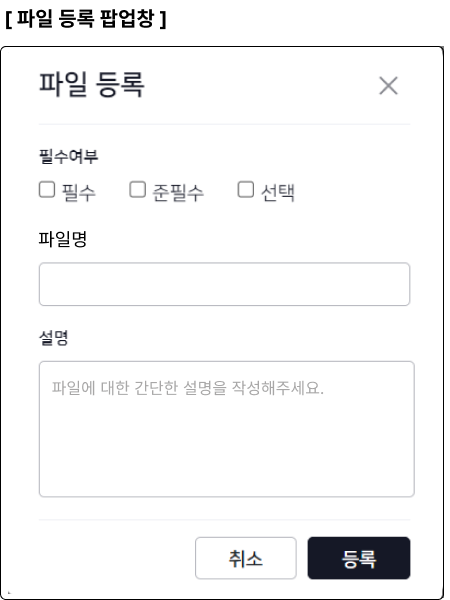 [ 파일 등록 팝업창 ]
파일 등록
필수여부
필수 준필수 선택
파일명
설명
파일에 대한 간단한 설명을 작성해주세요.
취소 등록